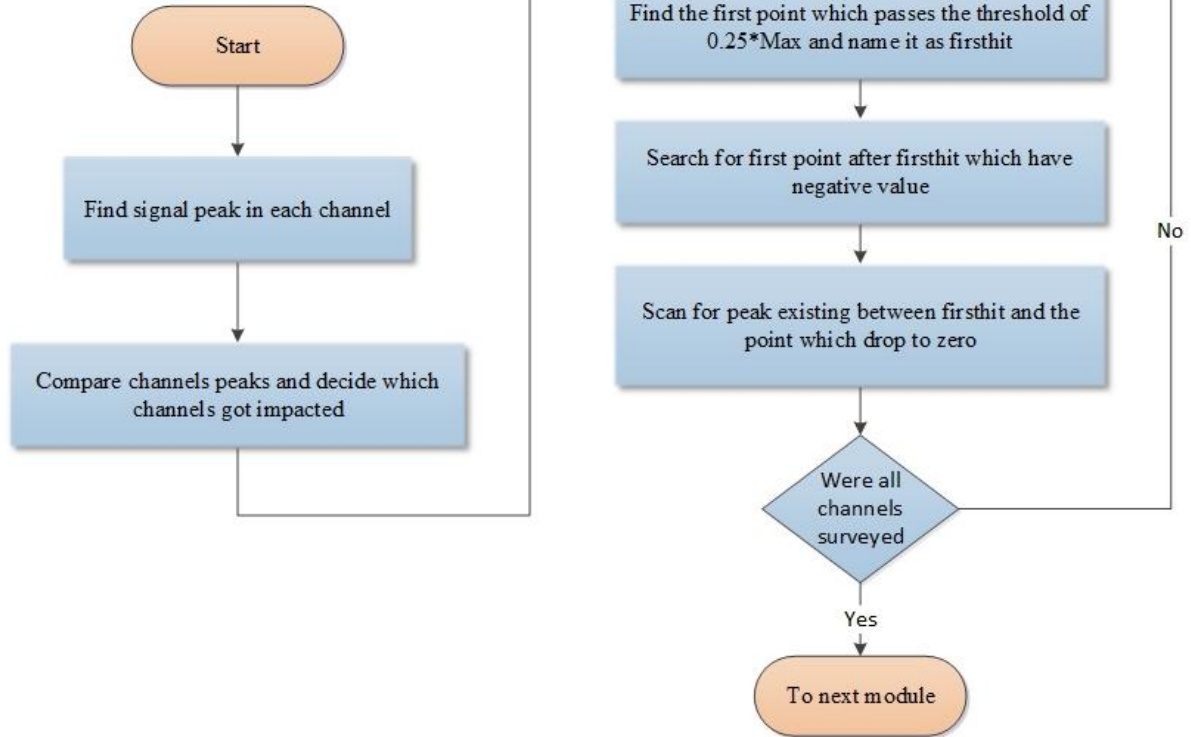 Start
Find signal peak in each channel
Compare channels peaks and decide which
channels got impacted
Find the first point which passes the threshold of
0.25*Max and name it as firsthit
Search for first point after firsthit which have
negative value
Scan for peak existing between firsthit and the
point which drop to zero
Were all
channels
surveyed
No
Yes
To next module